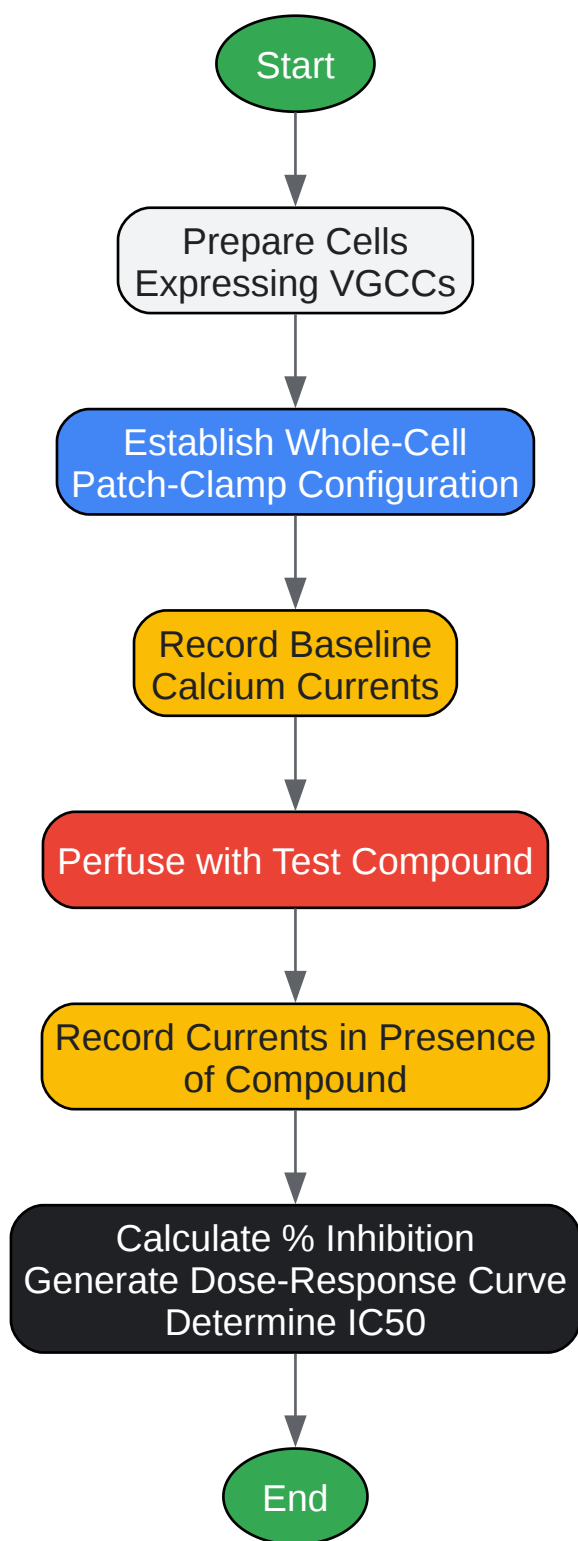 Start
Prepare Cells
Expressing VGCCs
Establish Whole-Cell
Patch-Clamp Configuration
Record Baseline
Calcium Currents
Perfuse with Test Compound
Record Currents in Presence
of Compound
Calculate % Inhibition
Generate Dose-Response Curve
Determine IC50
End